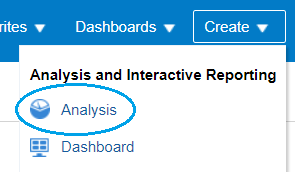 rites Dashboards Create
Analysis and Interactive Reporting
Analysis
Dashboard